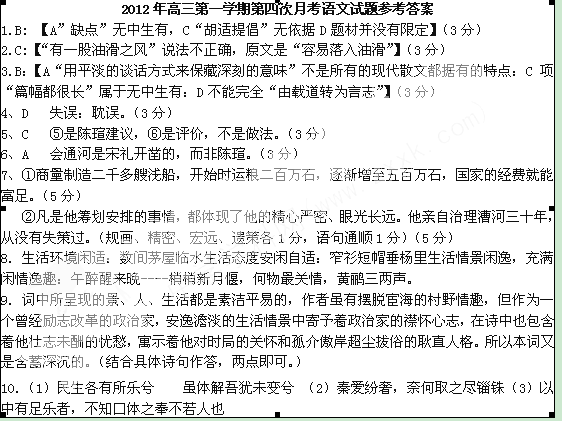 2012年高三第一学期第四次月考语文试题参考答案
1.B：【A“缺点”无中生有，C“胡适提倡”无依据D题材并没有限定】（3分）
2.C：【“有一股油滑之风”说法不正确，原文是“容易落入油滑”】（3分）
3.B：【A“用平淡的谈话方式来保藏深刻的意味”不是所有的现代散文都据有的特点：C 项
“篇幅都很长”属于无中生有：D不能完全“由载道转为言志”】（3分）
4、D 失误：耽误。（3分）
5、C ⑤是陈瑄建议，⑥是评价，不是做法。（3分）
6、A 会通河是宋礼开凿的，而非陈瑄。（3分）
7、①商量制造二千多艘浅船，开始时运粮二百万石，逐渐增至五百万石，国家的经费就能
富足。（5分）
②凡是他筹划安排的事情，都体现了他的精心严密、眼光长远。他亲自治理漕河三十年，
从没有失策过。（规画、精密、宏远、遗策各1分，语句通顺1分）（5分）
8. 生活环境闲适：数间茅屋临水生活态度安闲自适：窄衫短帽垂杨里生活情景闲逸，充满
闲情逸趣：午醉醒来晚----梢梢新月偃，何物最关情，黄鹂三两声。
9. 词中所呈现的景、人、生活都是素洁平易的，作者虽有摆脱宦海的村野情趣，但作为一
个曾经励志改革的政治家，安逸澹淡的生活情景中寄予着政治家的襟怀心志，在诗中也包含
着他壮志未酬的忧愁，寓示着他对时局的关怀和孤介傲岸超尘拔俗的耿直人格。所以本词又
是含蓄深沉的。（结合具体诗句作答，两点即可。）
10.（1）民生各有所乐兮 虽体解吾犹未变兮 （2）秦爱纷奢，奈何取之尽锱铢（3）以
中有足乐者，不知口体之奉不若人也